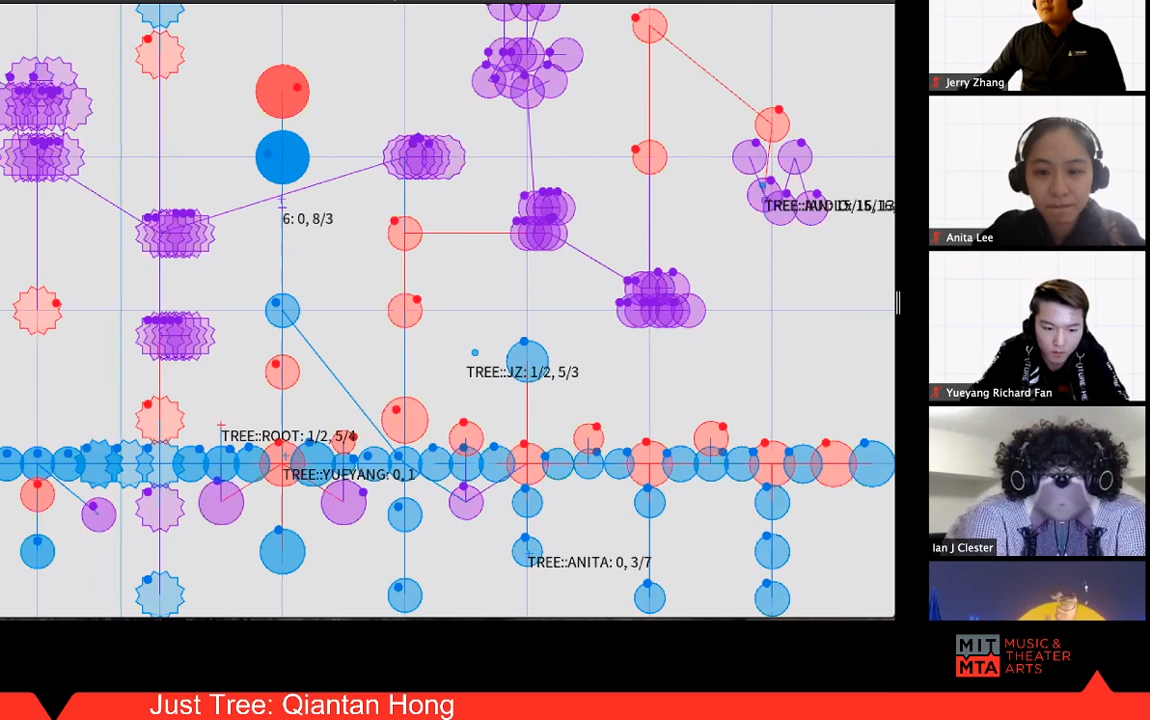 6: 0, 8/3
TREE::JZ: 1/2, 5/3
TREE::ROOT: 1/2, 5/4
TREE::YUEYANG: 0, 1
TREE::ANITA: 0, 3/7
Jerry Zhang
Anita Lee
Yueyang Richard Fan
Ian J Clester
MIT MUSIC &
MTA THEATER
ARTS
Just Tree: Qiantan Hong